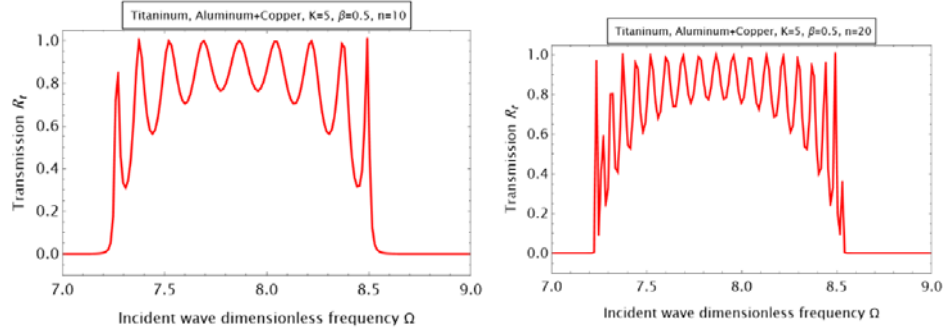 Titaninum, Aluminum+Copper, K=5, β=0.5, n=10
1.0
0.8
0.6
0.4
0.2
0.0
Transmission R_t
7.0 7.5 8.0 8.5 9.0
Incident wave dimensionless frequency Ω
Titaninum, Aluminum+Copper, K=5, β=0.5, n=20
1.0
0.8
0.6
0.4
0.2
0.0
Transmission R_t
7.0 7.5 8.0 8.5 9.0
Incident wave dimensionless frequency Ω